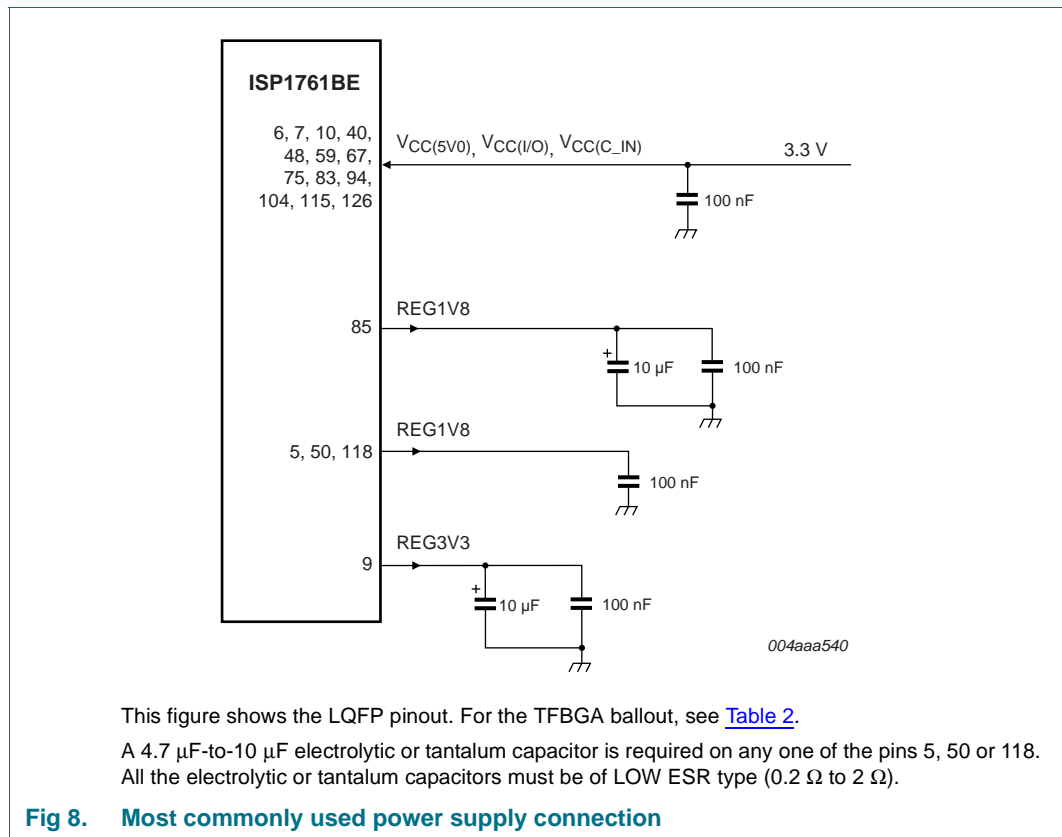 ISP1761BE
6, 7, 10, 40,
48, 59, 67,
75, 83, 94,
104, 115, 126
VCC(5V0), VCC(I/O), VCC(C_IN)
3.3 V
100 nF
85
REG1V8
+
10 µF
100 nF
5, 50, 118
REG1V8
100 nF
9
REG3V3
+
10 µF
100 nF
004aaa540
This figure shows the LQFP pinout. For the TFBGA ballout, see Table 2.
A 4.7 µF-to-10 µF electrolytic or tantalum capacitor is required on any one of the pins 5, 50 or 118.
All the electrolytic or tantalum capacitors must be of LOW ESR type (0.2 Ω to 2 Ω).
Fig 8. Most commonly used power supply connection